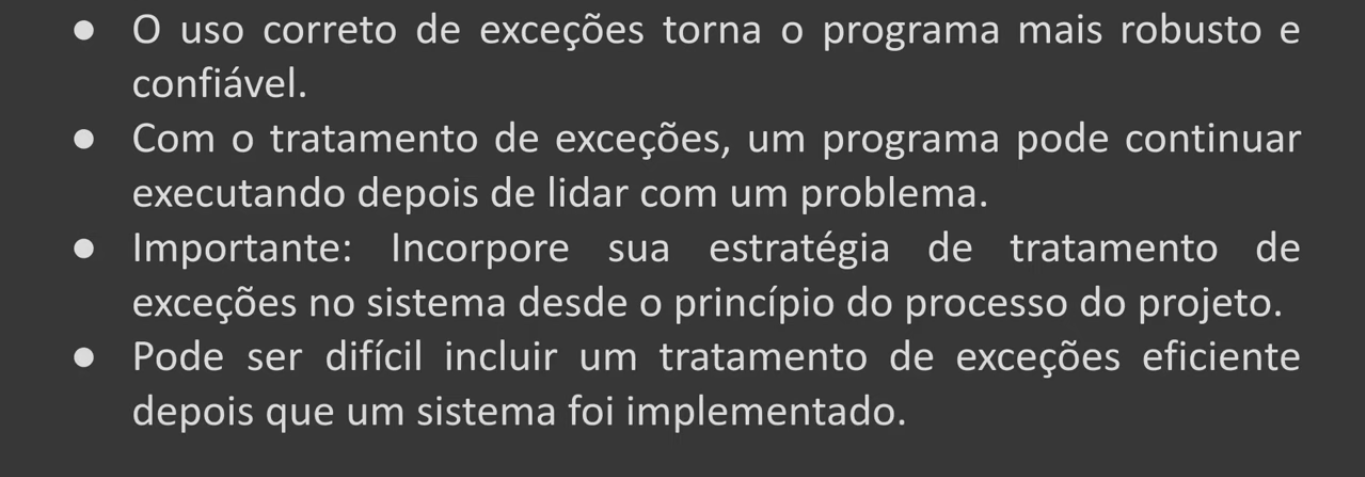 ● O uso correto de exceções torna o programa mais robusto e
confiável.
● Com o tratamento de exceções, um programa pode continuar
executando depois de lidar com um problema.
● Importante: Incorpore sua estratégia de tratamento de
exceções no sistema desde o princípio do processo do projeto.
● Pode ser difícil incluir um tratamento de exceções eficiente
depois que um sistema foi implementado.